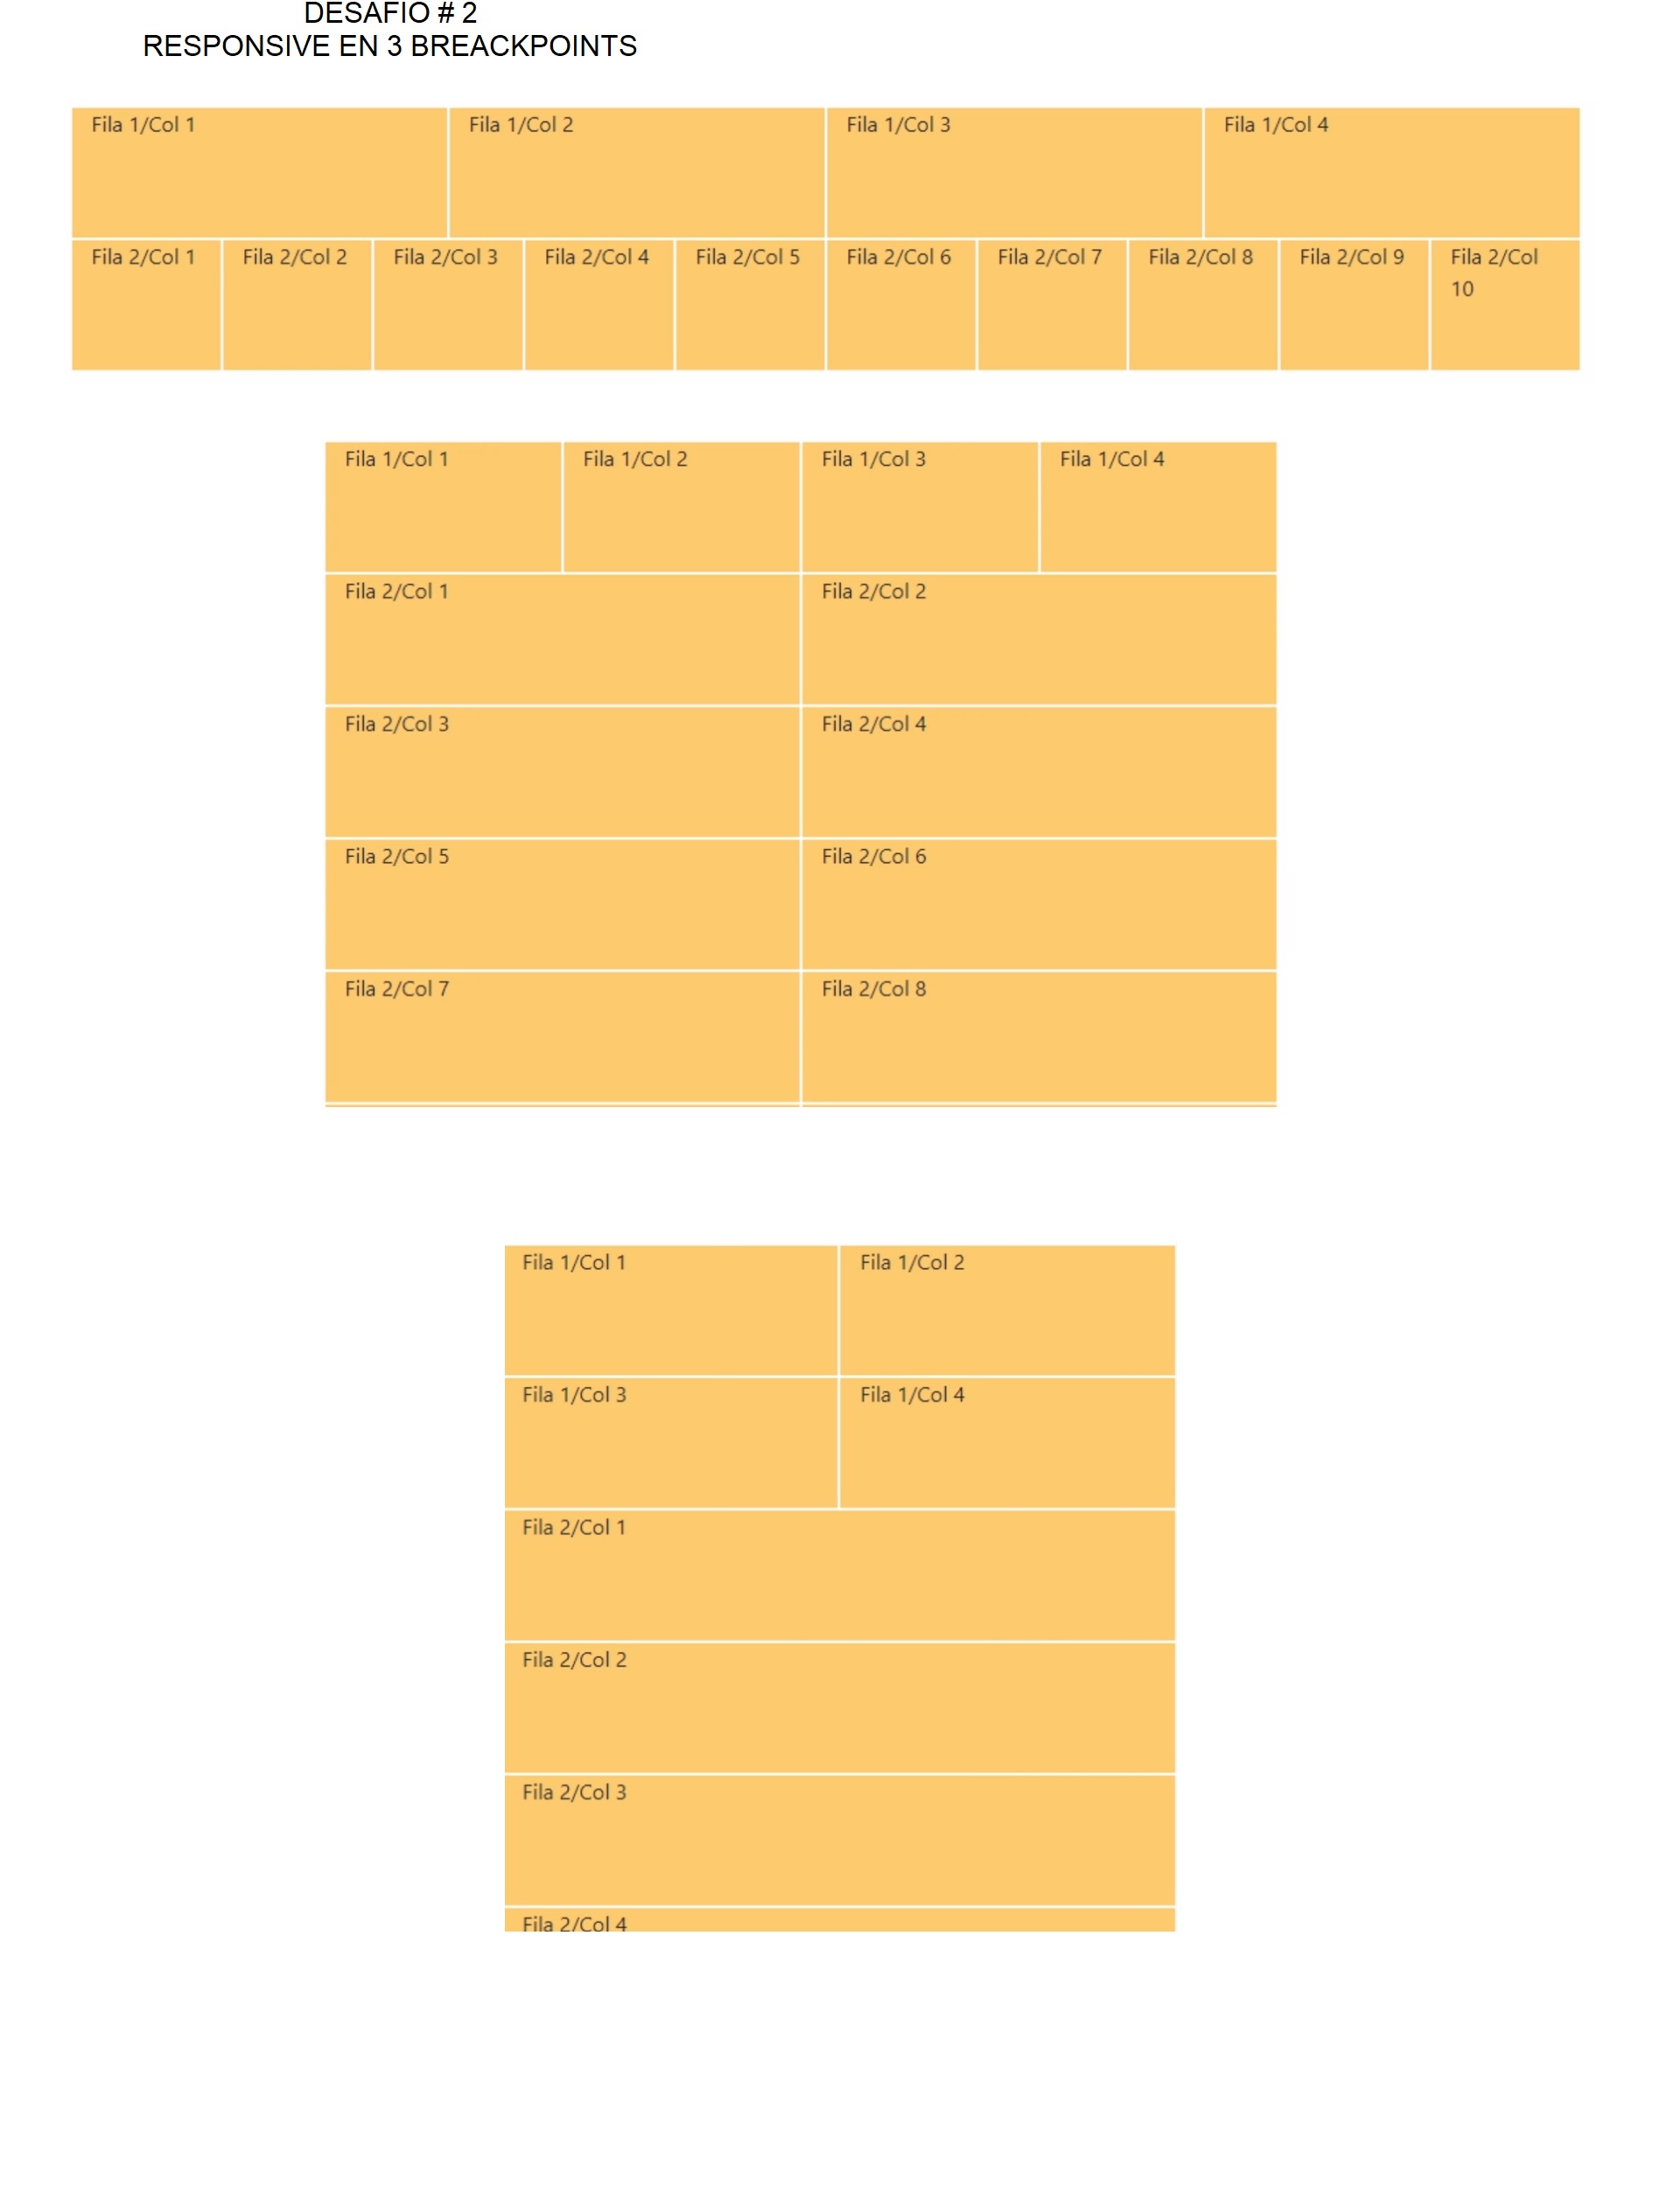 DESAFIO # 2
RESPONSIVE EN 3 BREACKPOINTS
Fila 1/Col 1 Fila 1/Col 2 Fila 1/Col 3 Fila 1/Col 4
Fila 2/Col 1 Fila 2/Col 2 Fila 2/Col 3 Fila 2/Col 4 Fila 2/Col 5 Fila 2/Col 6 Fila 2/Col 7 Fila 2/Col 8 Fila 2/Col 9 Fila 2/Col
10
Fila 1/Col 1 Fila 1/Col 2 Fila 1/Col 3 Fila 1/Col 4
Fila 2/Col 1 Fila 2/Col 2
Fila 2/Col 3 Fila 2/Col 4
Fila 2/Col 5 Fila 2/Col 6
Fila 2/Col 7 Fila 2/Col 8
Fila 1/Col 1 Fila 1/Col 2
Fila 1/Col 3 Fila 1/Col 4
Fila 2/Col 1
Fila 2/Col 2
Fila 2/Col 3
Fila 2/Col 4